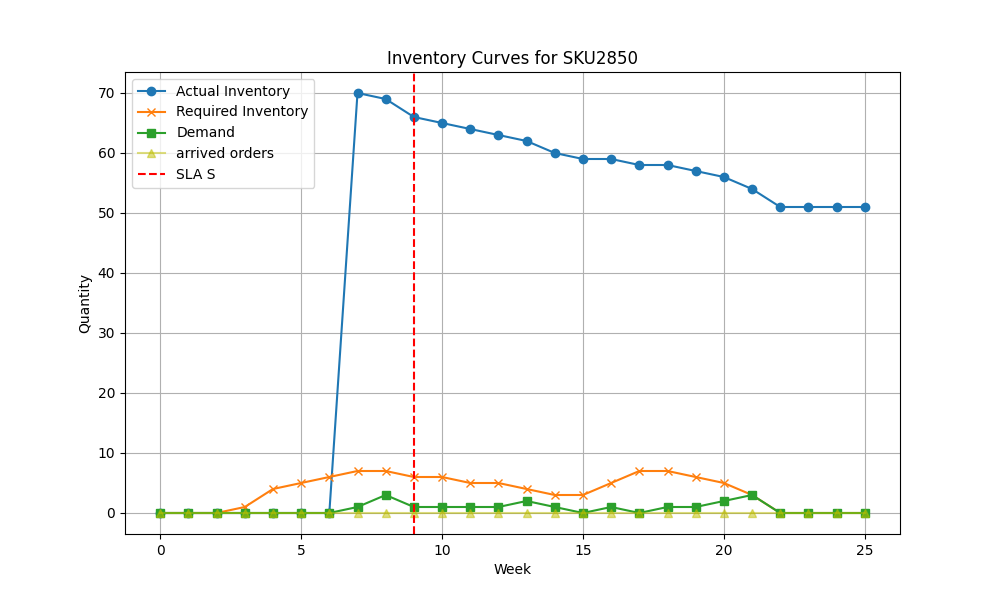 Inventory Curves for SKU2850
Actual Inventory
Required Inventory
Demand
arrived orders
SLA S
Quantity
70
60
50
40
30
20
10
0
0 5 10 15 20 25
Week